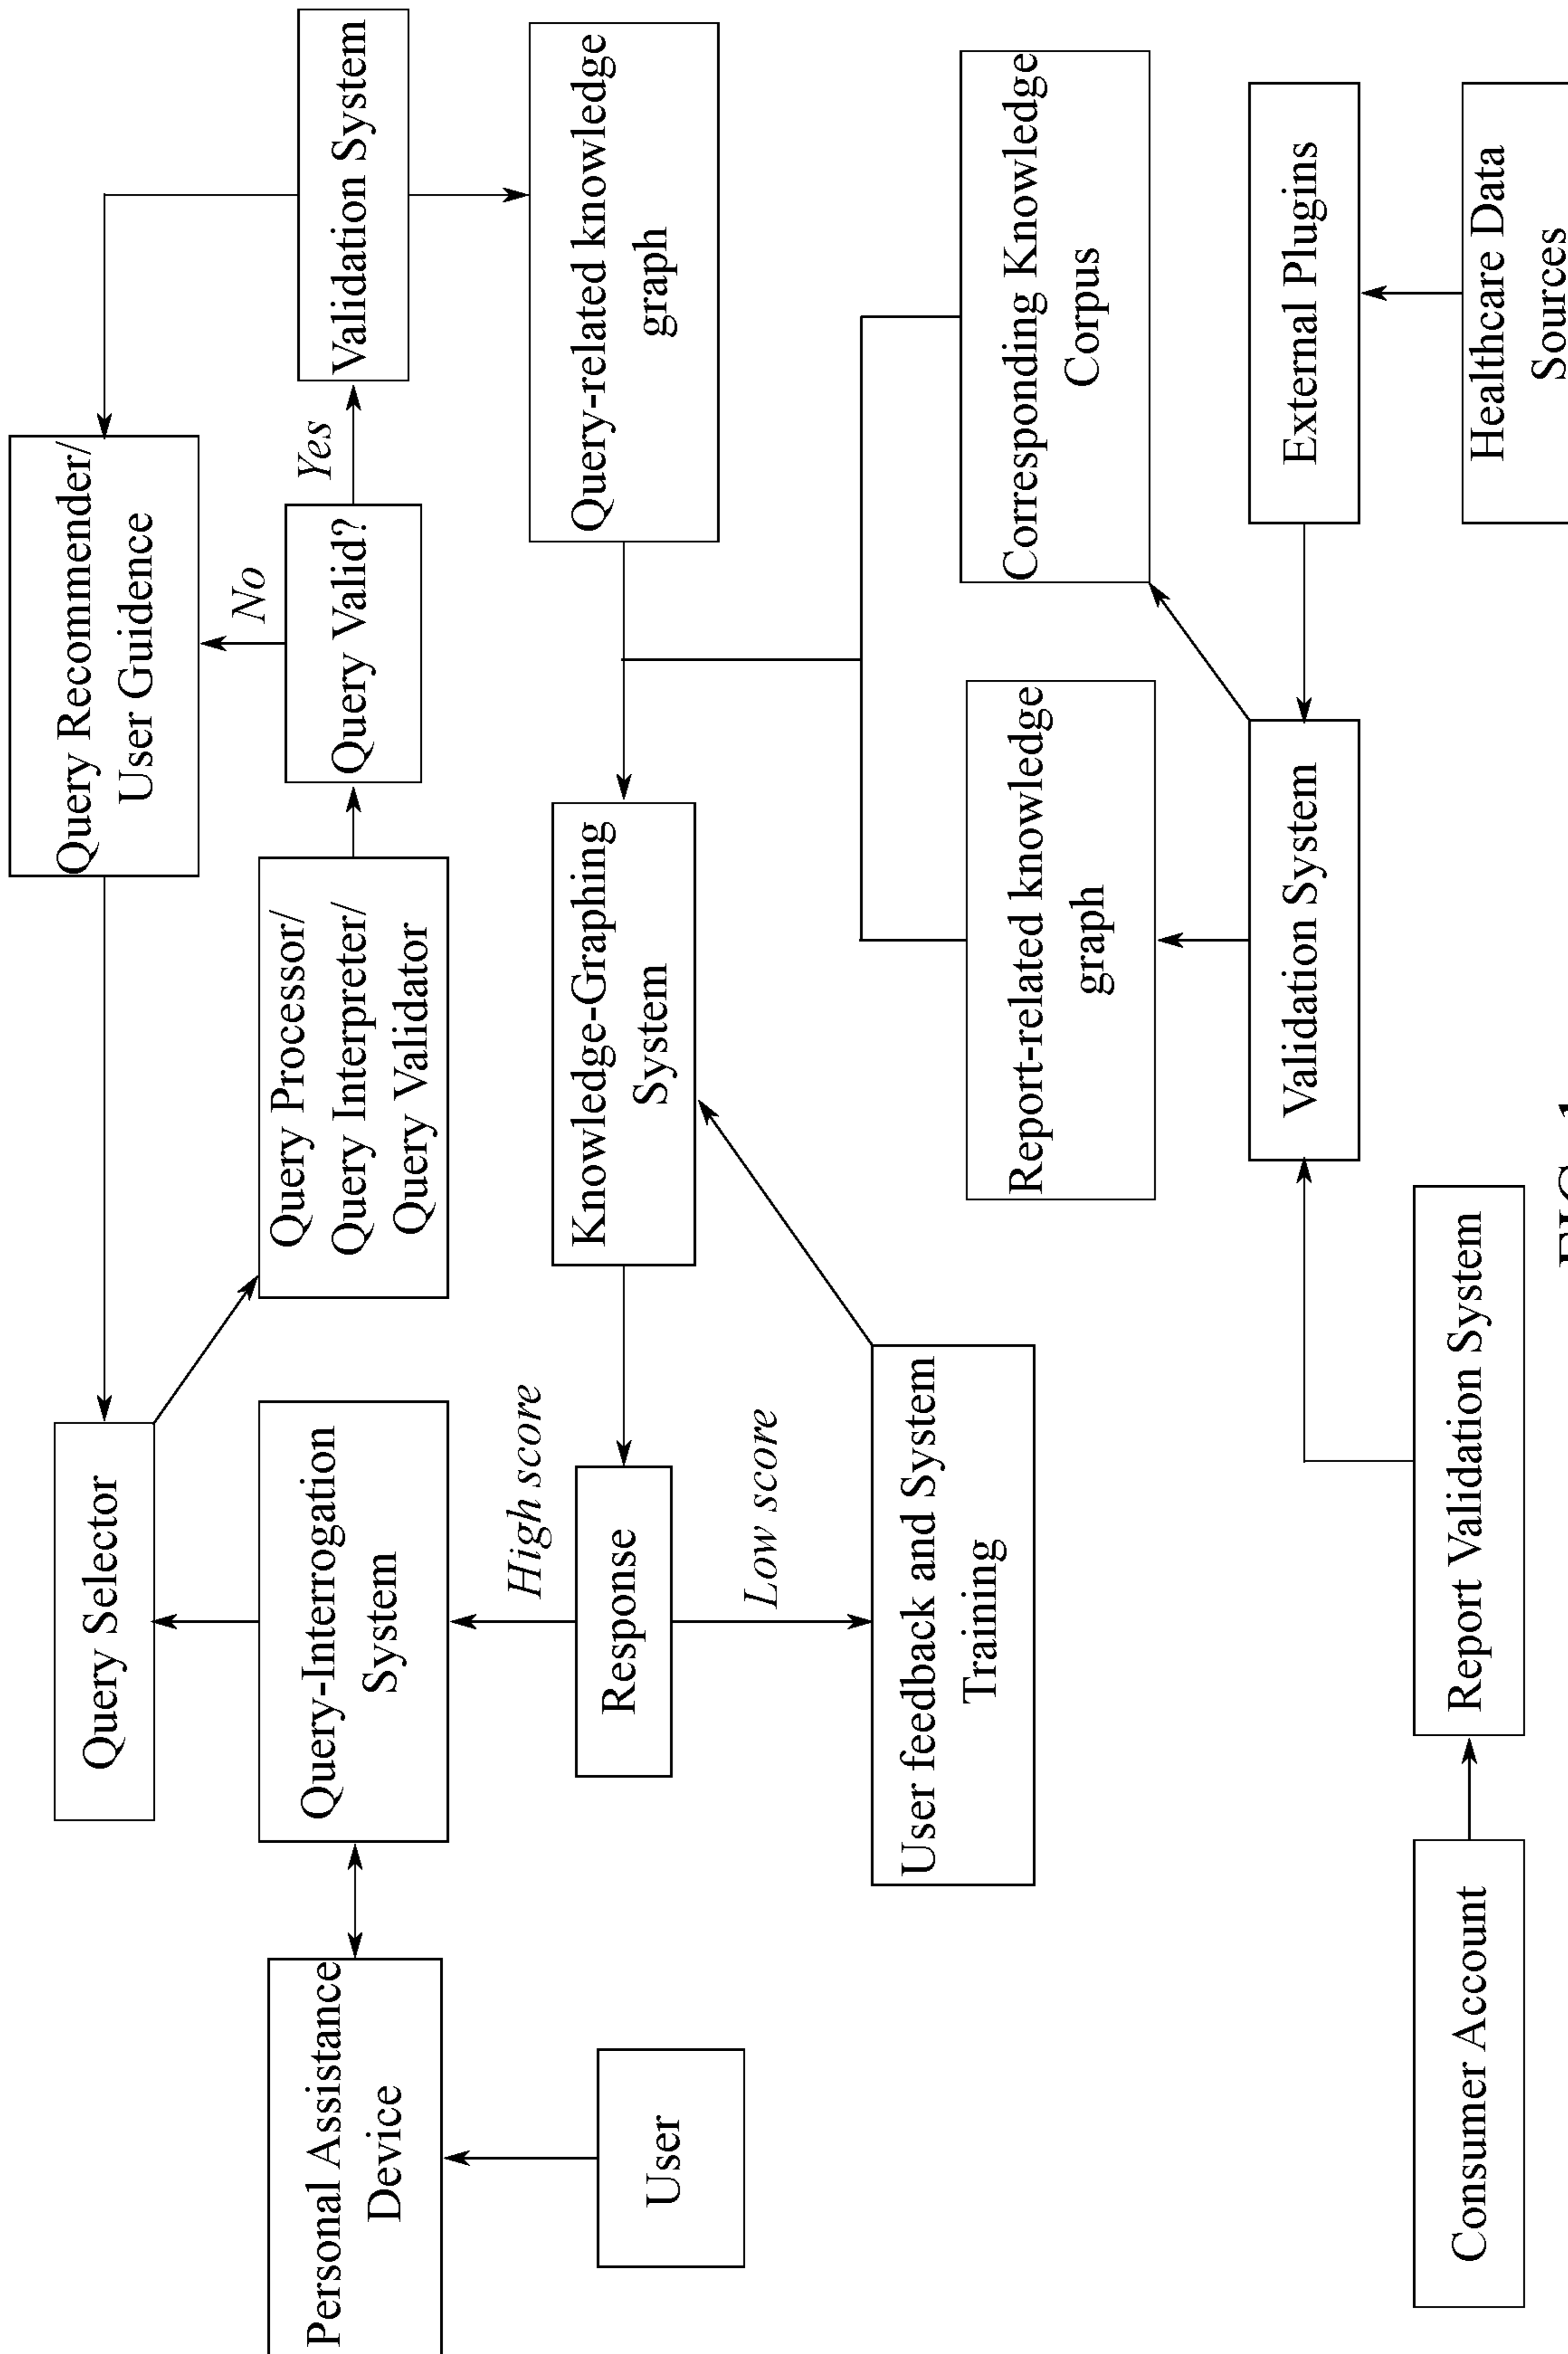 Query Recommender/
User Guidence
Query Selector
Personal Assistance
Device
Query-Interrogation
System
Query Processor/
Query Interpreter/
Query Validator
No
Query Valid?
Yes
Validation System
High score
User
Response
Knowledge-Graphing
System
Query-related knowledge
graph
Low score
User feedback and System
Training
Report-related knowledge
graph
Corresponding Knowledge
Corpus
Validation System
External Plugins
Consumer Account
Report Validation System
Healthcare Data
Sources